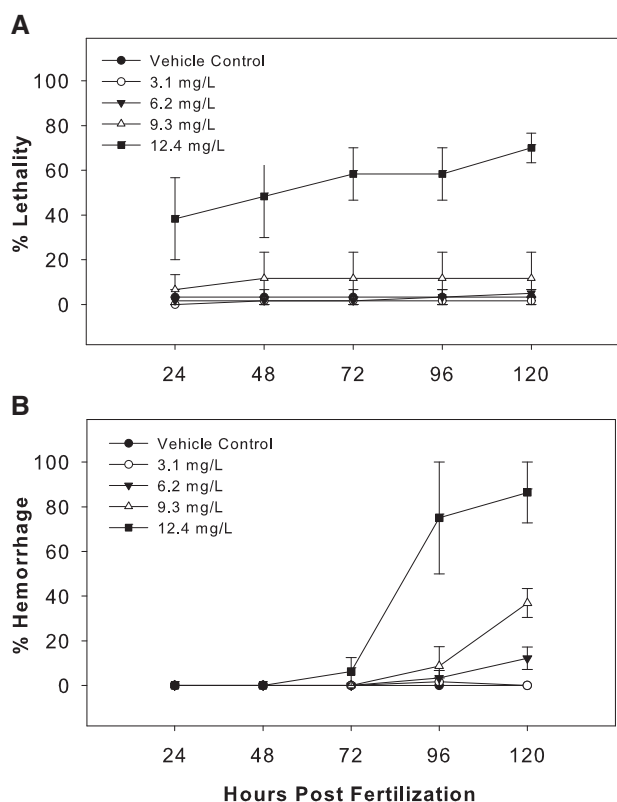 A
Vehicle Control
3.1 mg/L
6.2 mg/L
9.3 mg/L
12.4 mg/L
100
80
60
40
20
0
% Lethality
24 48 72 96 120
B
Vehicle Control
3.1 mg/L
6.2 mg/L
9.3 mg/L
12.4 mg/L
100
80
60
40
20
0
% Hemorrhage
24 48 72 96 120
Hours Post Fertilization